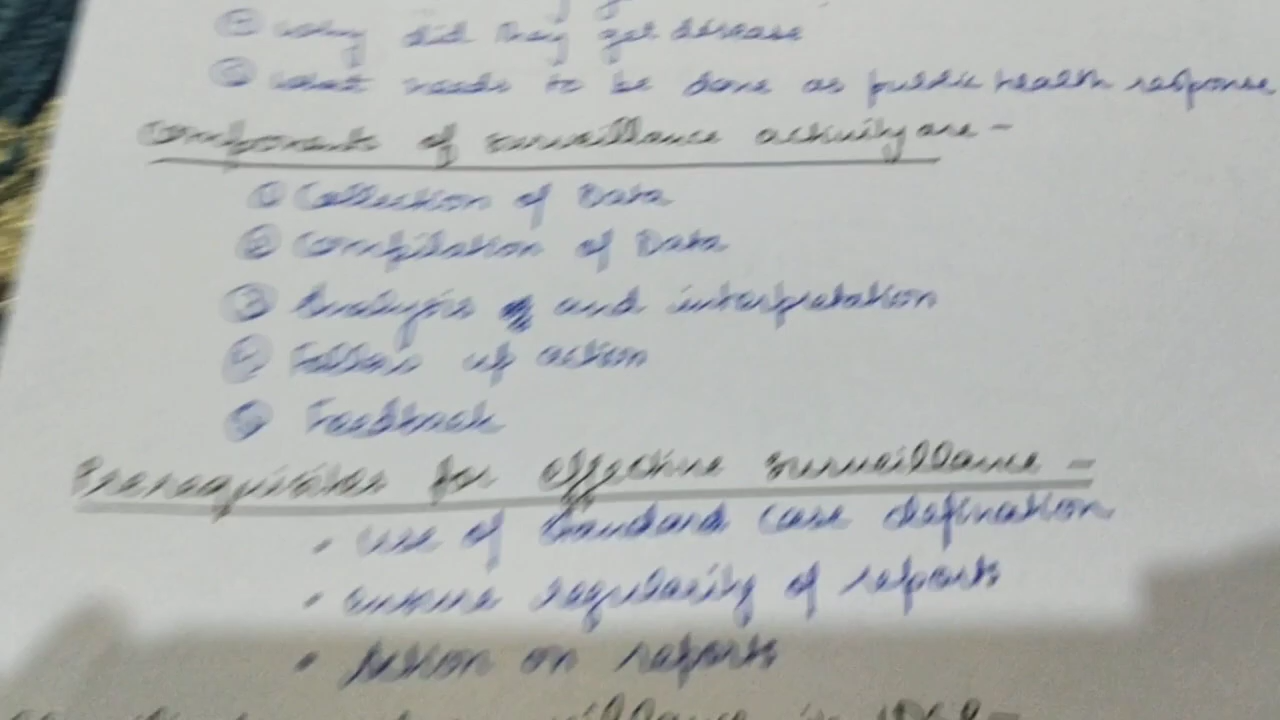 ④ why did they get disease
⑤ what needs to be done as public health response
Components of surveillance activity are -
① Collection of Data
② Compilation of Data
③ Analysis and interpretation
④ Follow up action
⑤ Feedback
Prerequisites for effective surveillance -
• use of standard case defination
• ensure regularity of reports
• Action on reports